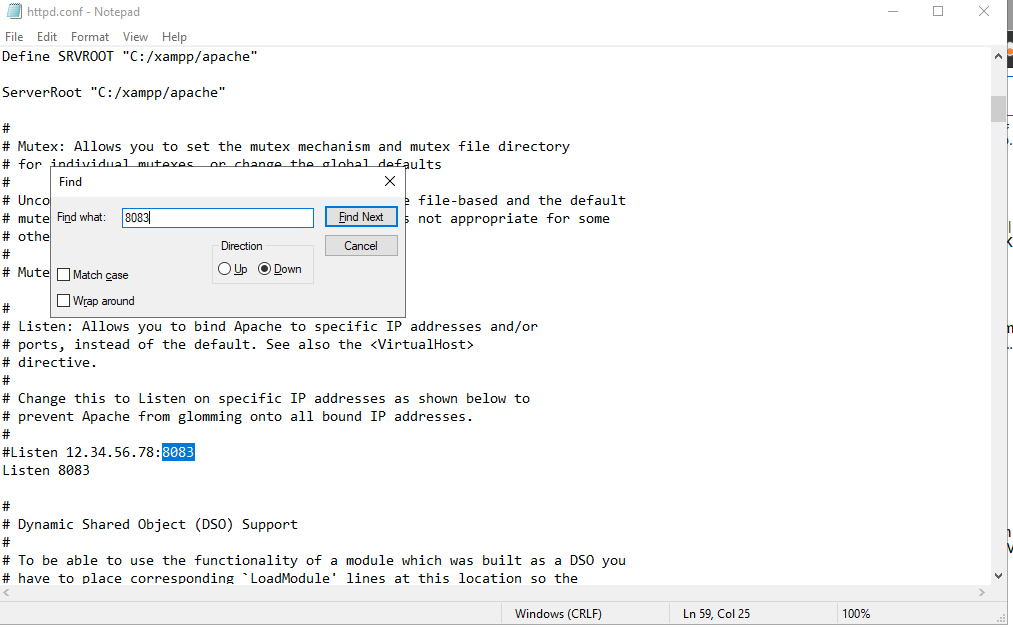 httpd.conf - Notepad
File Edit Format View Help
Define SRVROOT "C:/xampp/apache"
ServerRoot "C:/xampp/apache"
#
# Mutex: Allows you to set the mutex mechanism and mutex file directory
# for individual mutexes, or change the global defaults
#
# Unco
file-based and the default
# mute
s not appropriate for some
# othe
#
# Mute
Find
Find what:
8083
Find Next
Cancel
Direction
Up
Down
Match case
Wrap around
#
# Listen: Allows you to bind Apache to specific IP addresses and/or
# ports, instead of the default. See also the <VirtualHost>
# directive.
#
# Change this to Listen on specific IP addresses as shown below to
# prevent Apache from glomming onto all bound IP addresses.
#
#Listen 12.34.56.78:8083
Listen 8083
#
# Dynamic Shared Object (DSO) Support
#
# To be able to use the functionality of a module which was built as a DSO you
# have to place corresponding `LoadModule' lines at this location so the
Windows (CRLF)
Ln 59, Col 25
100%